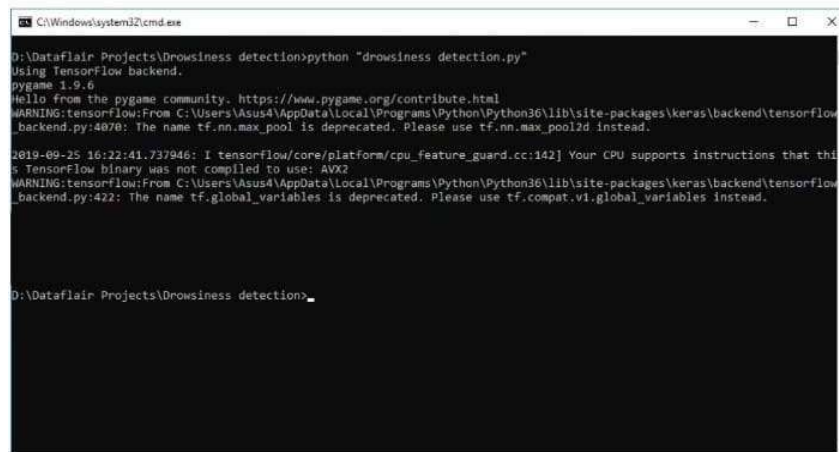 C:\Windows\system32\cmd.exe
D:\Dataflair Projects\Drowsiness detection>python "drowsiness detection.py"
Using TensorFlow backend.
pygame 1.9.6
Hello from the pygame community. https://www.pygame.org/contribute.html
WARNING:tensorflow:From C:\Users\Asus4\AppData\Local\Programs\Python\Python36\lib\site-packages\keras\backend\tensorflow
_backend.py:4070: The name tf.nn.max_pool is deprecated. Please use tf.nn.max_pool2d instead.
2019-09-25 16:22:41.737946: I tensorflow/core/platform/cpu_feature_guard.cc:142] Your CPU supports instructions that thi
s TensorFlow binary was not compiled to use: AVX2
WARNING:tensorflow:From C:\Users\Asus4\AppData\Local\Programs\Python\Python36\lib\site-packages\keras\backend\tensorflow
_backend.py:422: The name tf.global_variables is deprecated. Please use tf.compat.v1.global_variables instead.
D:\Dataflair Projects\Drowsiness detection>